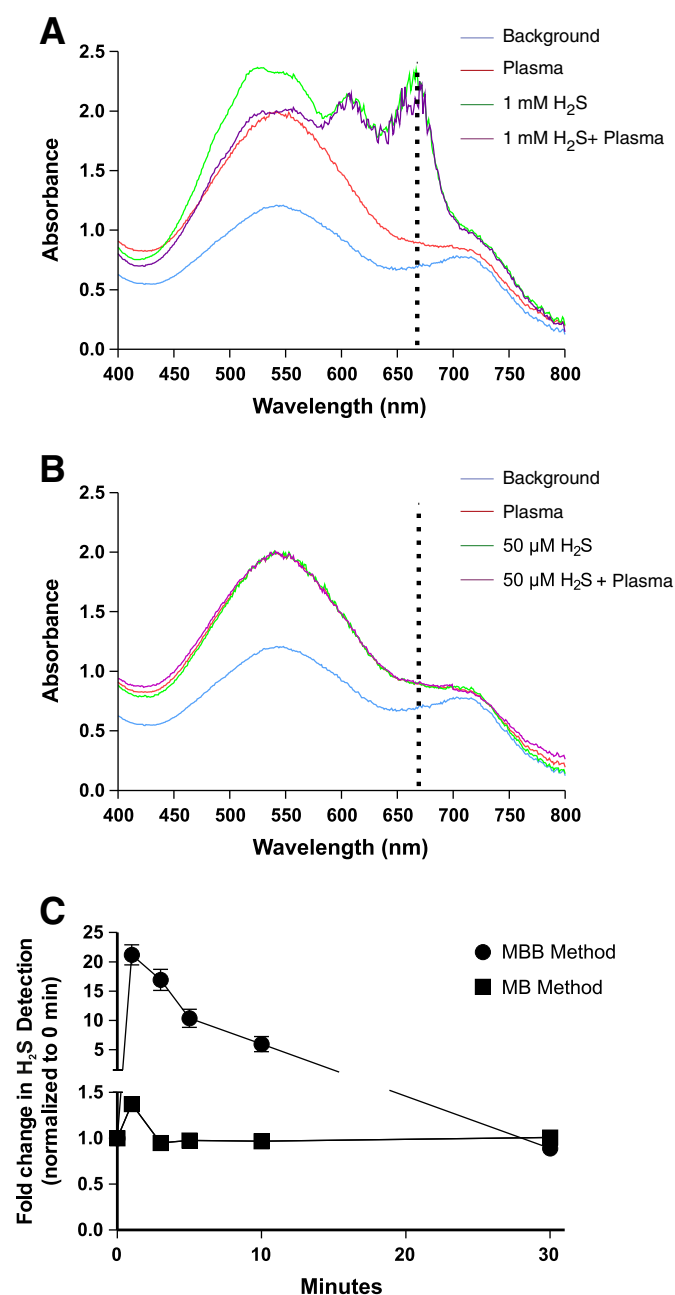 A
Background
Plasma
1 mM H2S
1 mM H2S+ Plasma
2.5
2.0
1.5
1.0
0.5
0.0
Absorbance
400 450 500 550 600 650 700 750 800
Wavelength (nm)
B
Background
Plasma
50 µM H2S
50 µM H2S + Plasma
2.5
2.0
1.5
1.0
0.5
0.0
Absorbance
400 450 500 550 600 650 700 750 800
Wavelength (nm)
C
MBB Method
MB Method
25
20
15
10
5
1.5
1.0
0.5
0.0
Fold change in H2S Detection
(normalized to 0 min)
0 10 20 30
Minutes